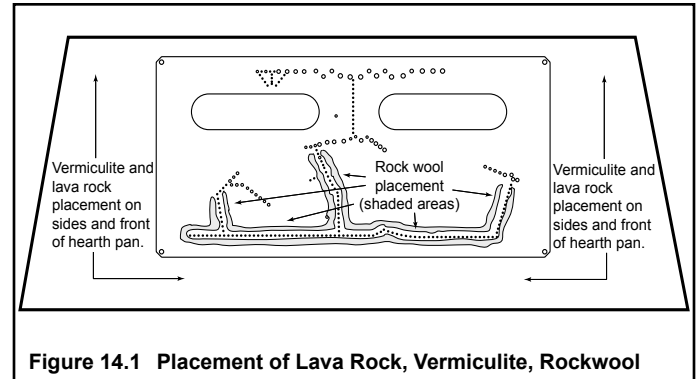 Vermiculite and
lava rock
placement on
sides and front
of hearth pan.
Rock wool
placement
(shaded areas)
Vermiculite and
lava rock
placement on
sides and front
of hearth pan.
Figure 14.1 Placement of Lava Rock, Vermiculite, Rockwool